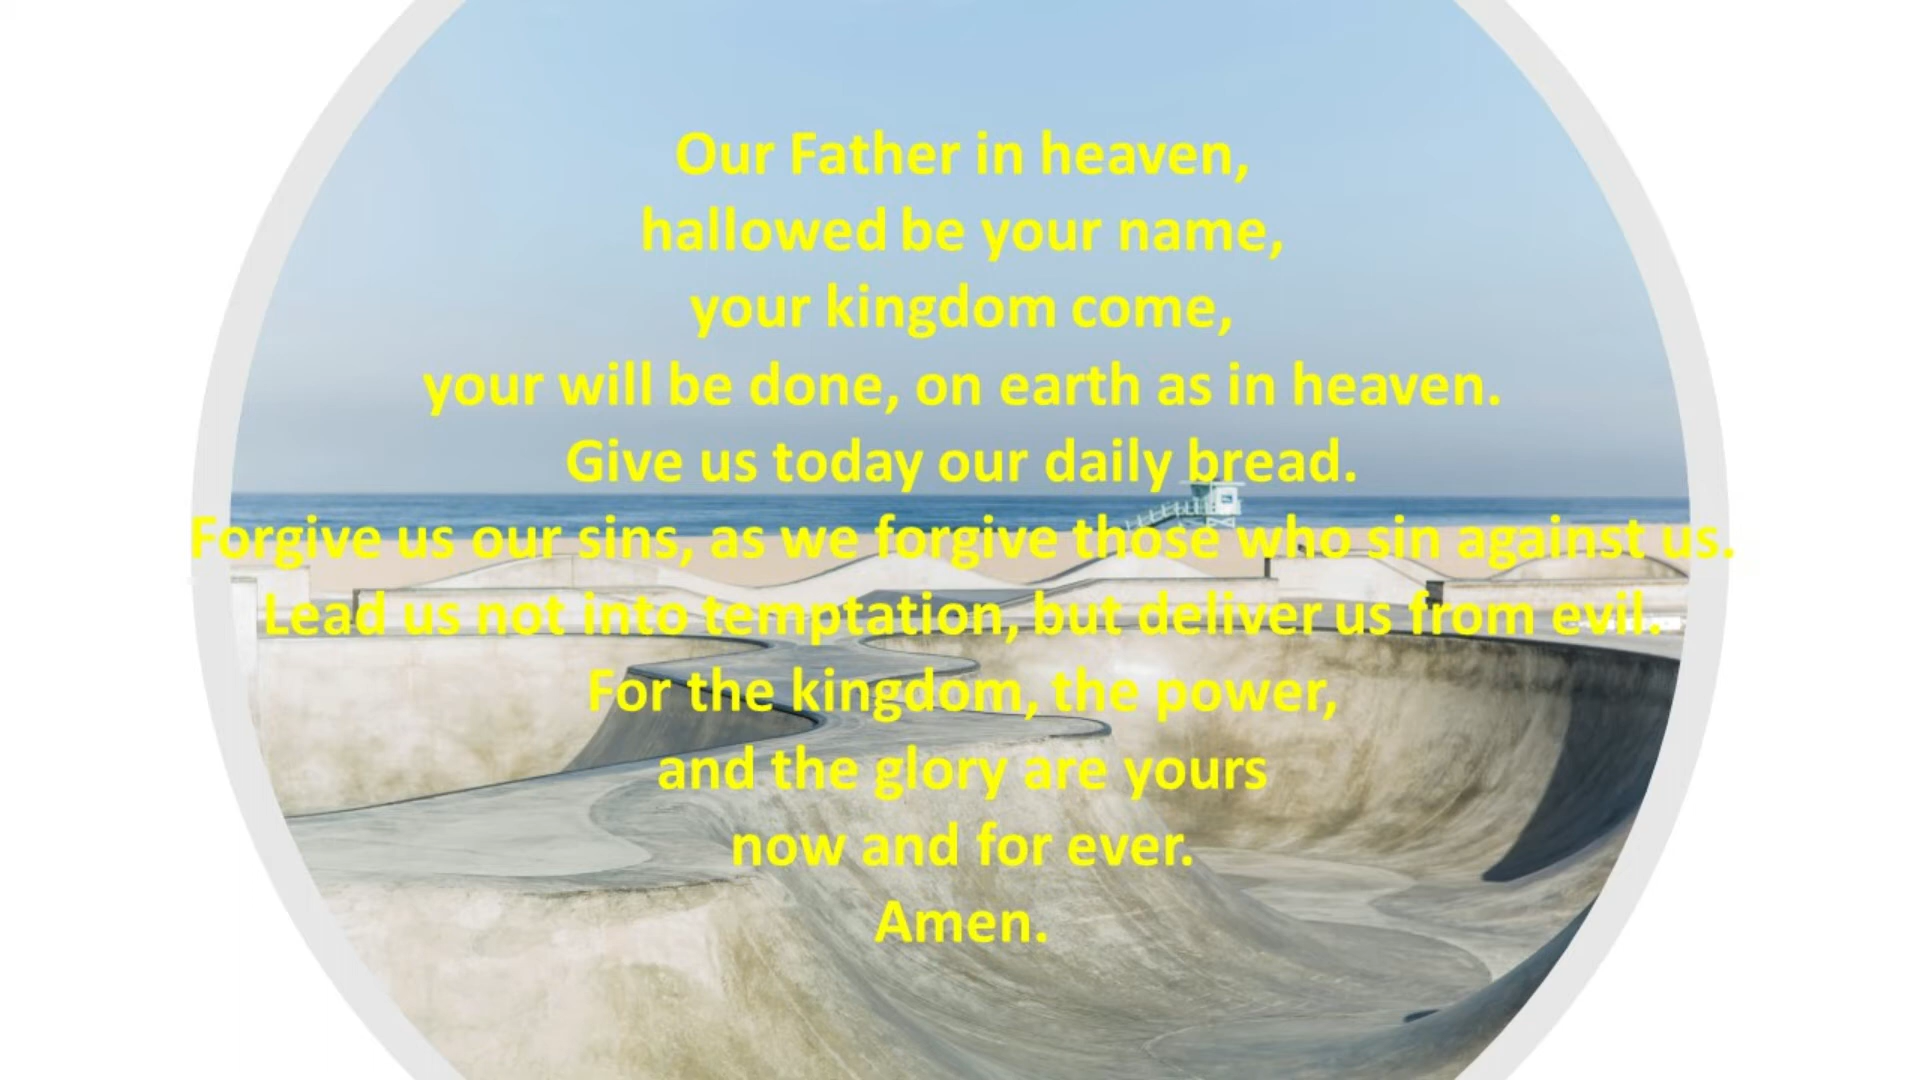 Our Father in heaven,
hallowed be your name,
your kingdom come,
your will be done, on earth as in heaven.
Give us today our daily bread.
Forgive us our sins, as we forgive those who sin against us.
Lead us not into temptation, but deliver us from evil.
For the kingdom, the power,
and the glory are yours
now and for ever.
Amen.